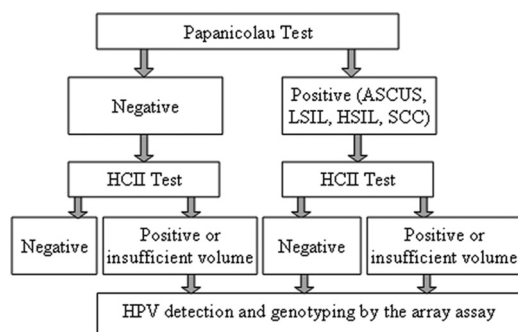 Papanicolau Test
Negative
Positive (ASCUS,
LSIL, HSIL, SCC)
HCII Test
HCII Test
Negative
Positive or
insufficient volume
Negative
Positive or
insufficient volume
HPV detection and genotyping by the array assay